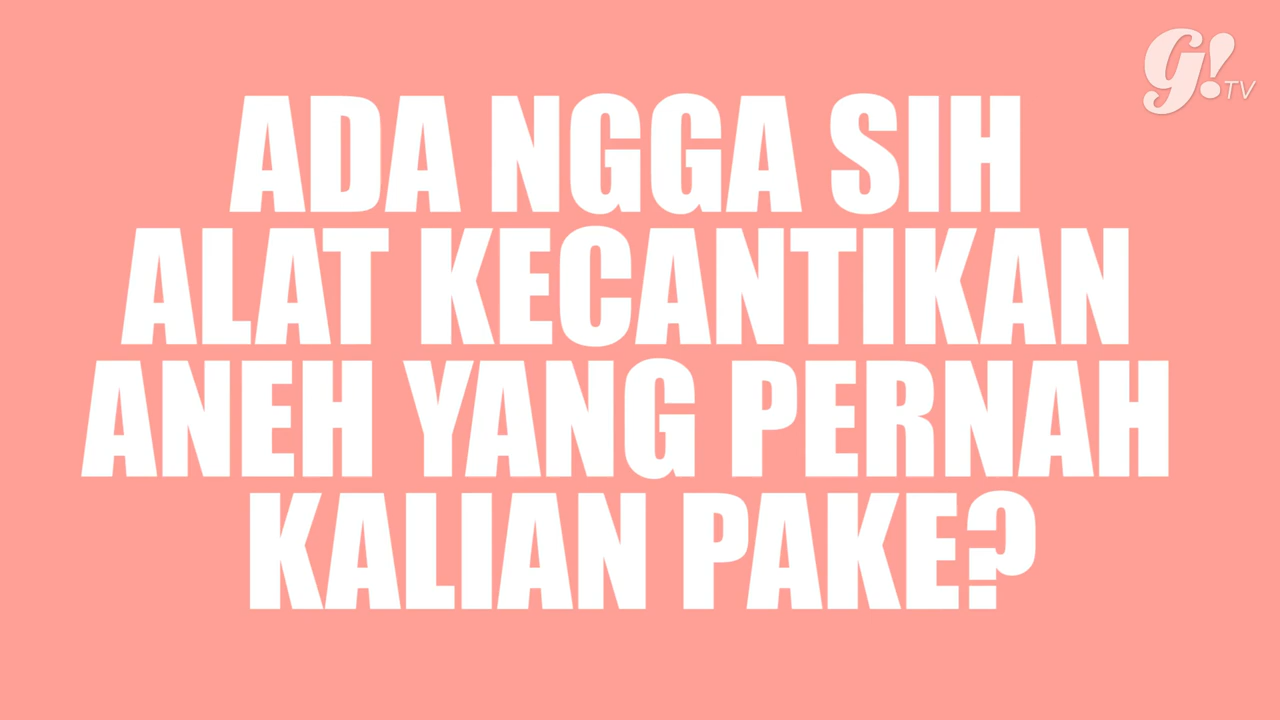 G! TV
ADA NGGA SIH
ALAT KECANTIKAN
ANEH YANG PERNAH
KALIAN PAKE?